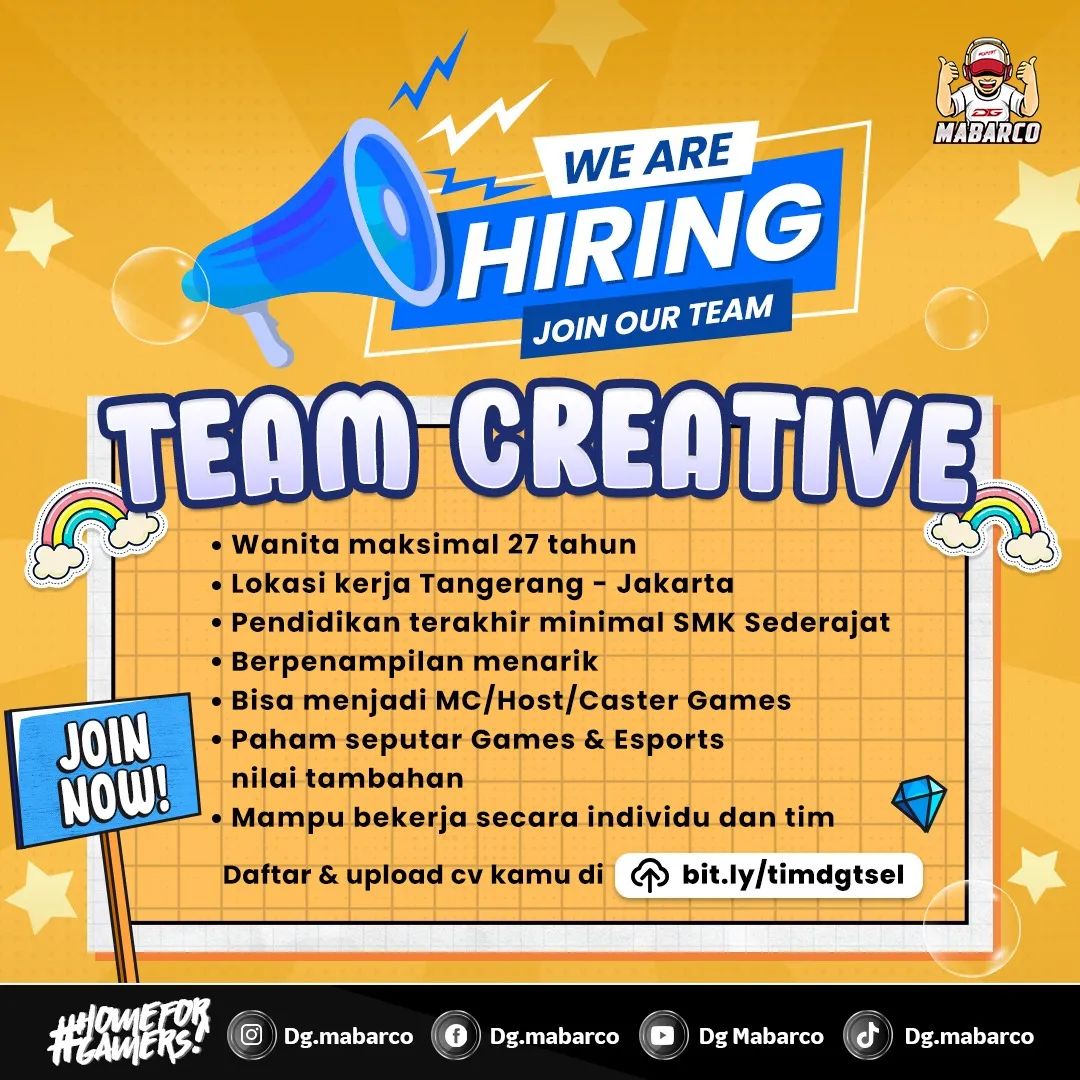 DG
MABARCO
WE ARE
HIRING
JOIN OUR TEAM
TEAM CREATIVE
• Wanita maksimal 27 tahun
• Lokasi kerja Tangerang - Jakarta
• Pendidikan terakhir minimal SMK Sederajat
• Berpenampilan menarik
• Bisa menjadi MC/Host/Caster Games
• Paham seputar Games & Esports
nilai tambahan
• Mampu bekerja secara individu dan tim
JOIN
NOW!
Daftar & upload cv kamu di bit.ly/timdgtsel
#HOMEFOR
GAMERS!
Dg.mabarco
Dg.mabarco
Dg Mabarco
Dg.mabarco